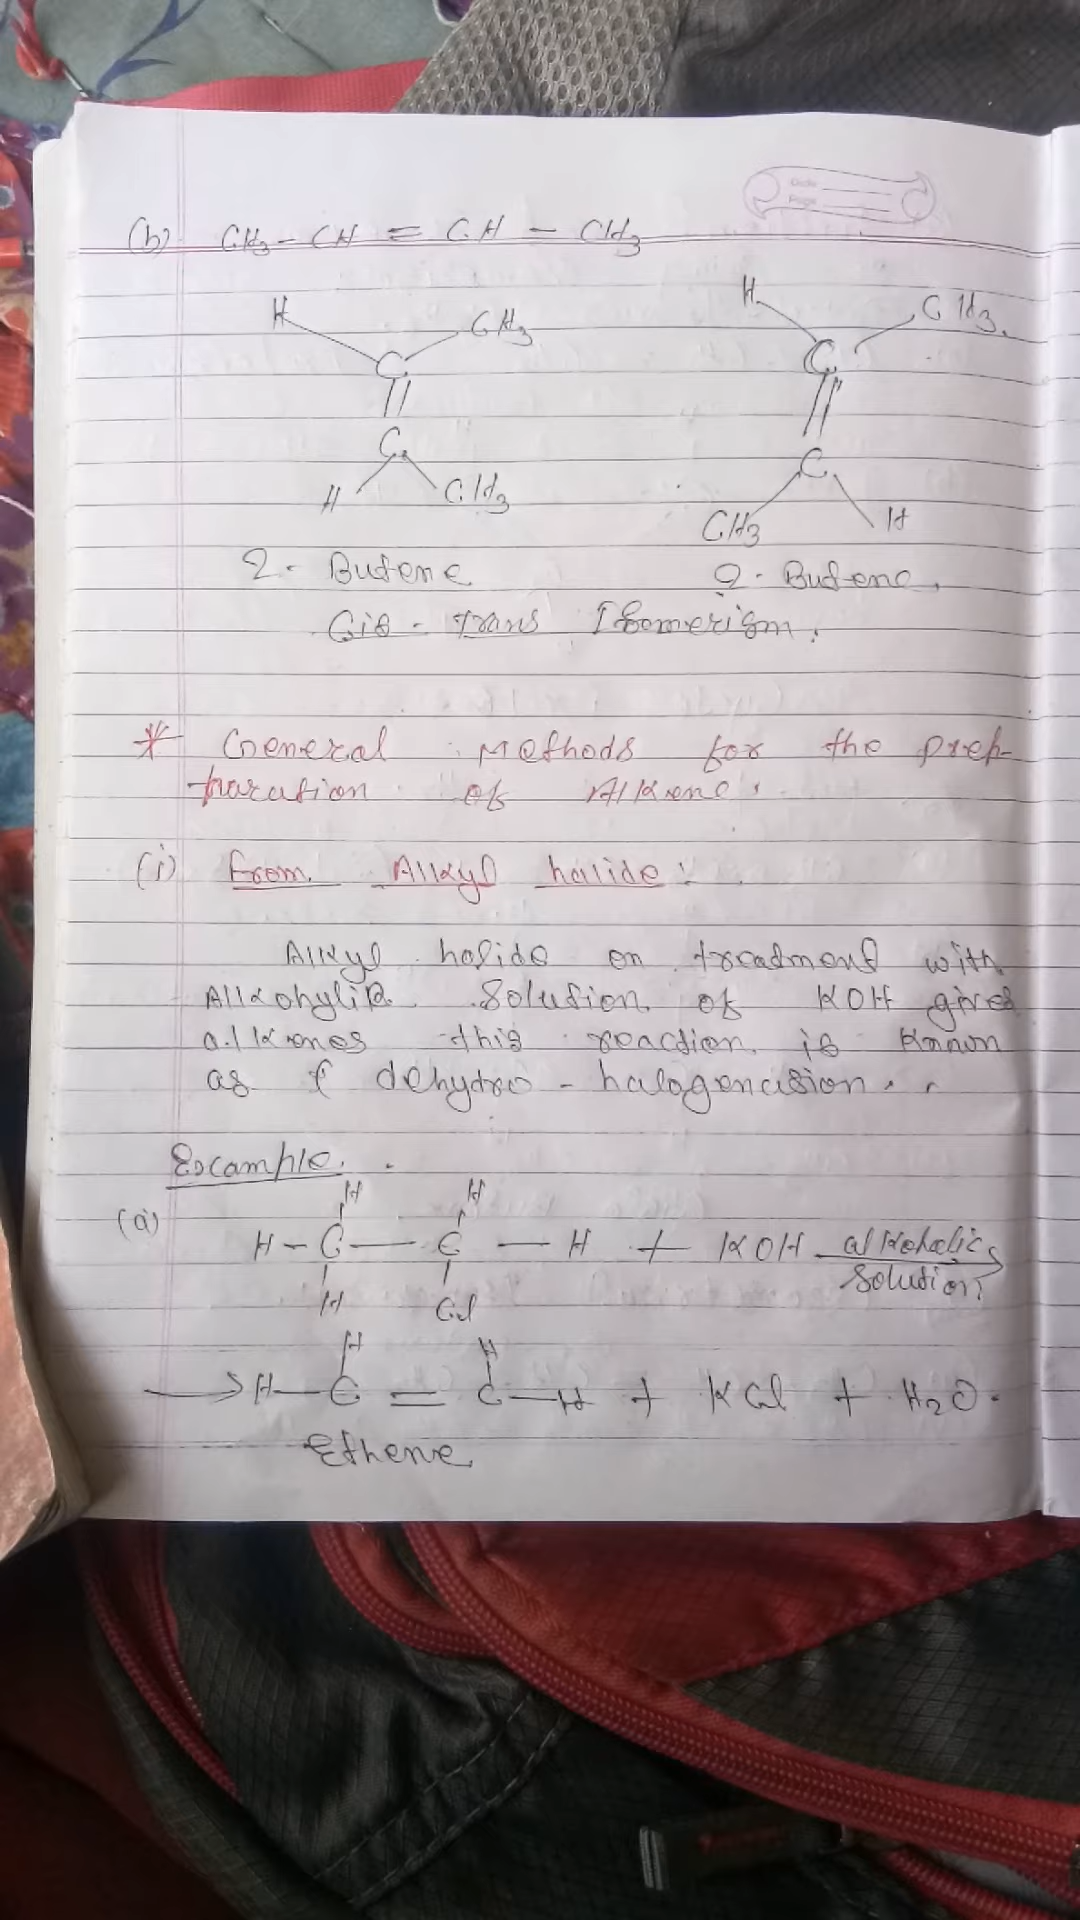 Date
Page
(b) CH3 - CH = CH - CH3
H CH3 H CH3.
C C
|| ||
C C
H CH3 CH3 H
2 - Butene 2 - Butene,
Cis - trans Isomerism.
* General Methods for the prep-
paration of Alkene.
(i) From Alkyl halide :
Alkyl halide on treatment with
Alkohylic Solution of KOH gives
alkenes this reaction is known
as dehydro - halogenation.
Example.
H H
(a) H - C — C — H + KOH alkoholic
solution
H Cl
H H
→ H - C = C - H + KCl + H2O.
Ethene